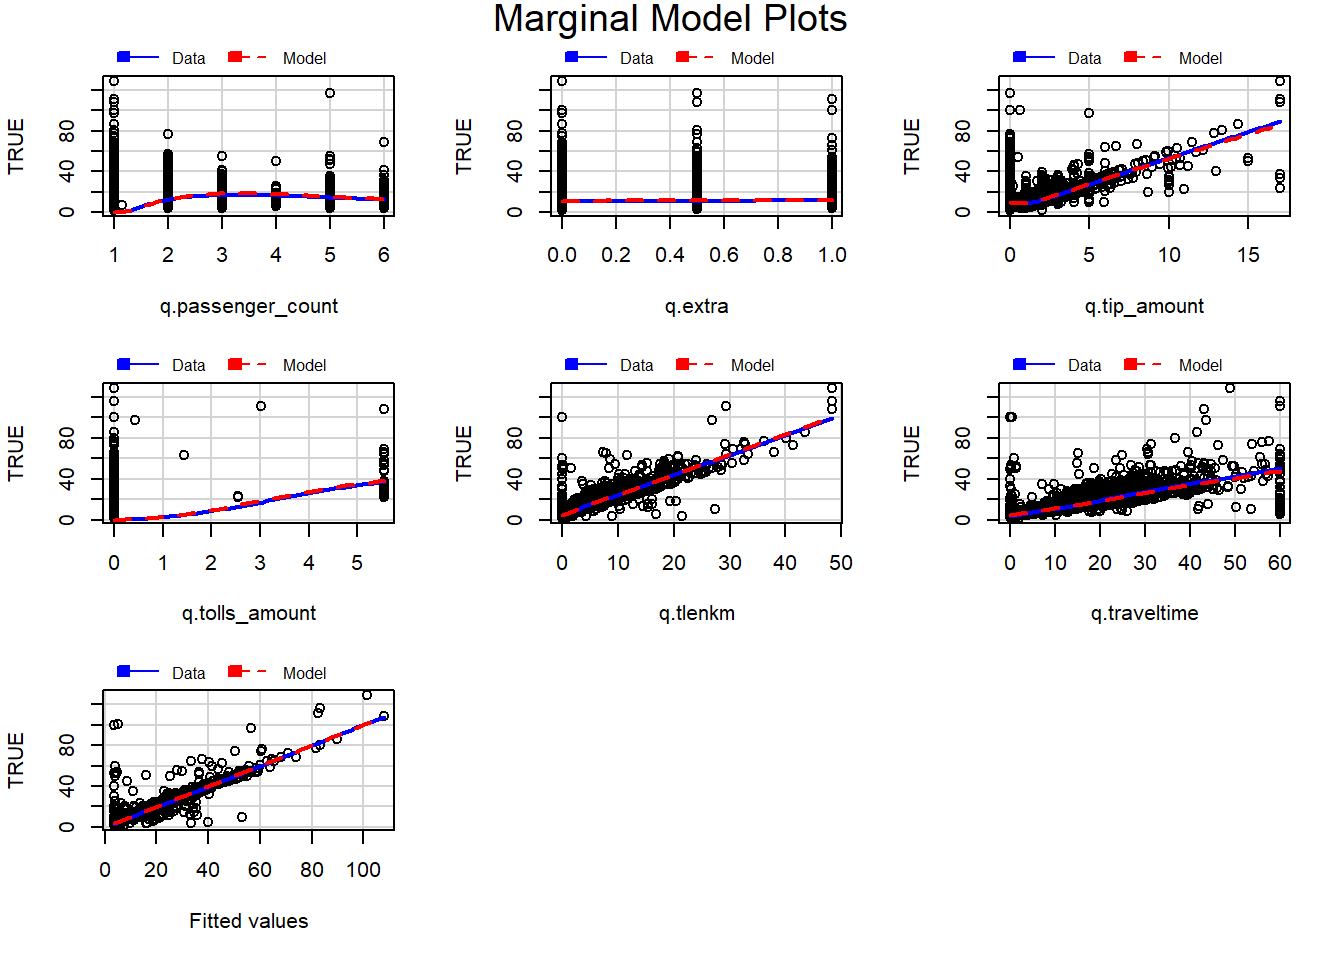 Marginal Model Plots
Data Model
TRUE
0 40 80
1 2 3 4 5 6
q.passenger_count
Data Model
TRUE
0 40 80
0.0 0.2 0.4 0.6 0.8 1.0
q.extra
Data Model
TRUE
0 40 80
0 5 10 15
q.tip_amount
Data Model
TRUE
0 40 80
0 1 2 3 4 5
q.tolls_amount
Data Model
TRUE
0 40 80
0 10 20 30 40 50
q.tlenkm
Data Model
TRUE
0 40 80
0 10 20 30 40 50 60
q.traveltime
Data Model
TRUE
0 40 80
0 20 40 60 80 100
Fitted values